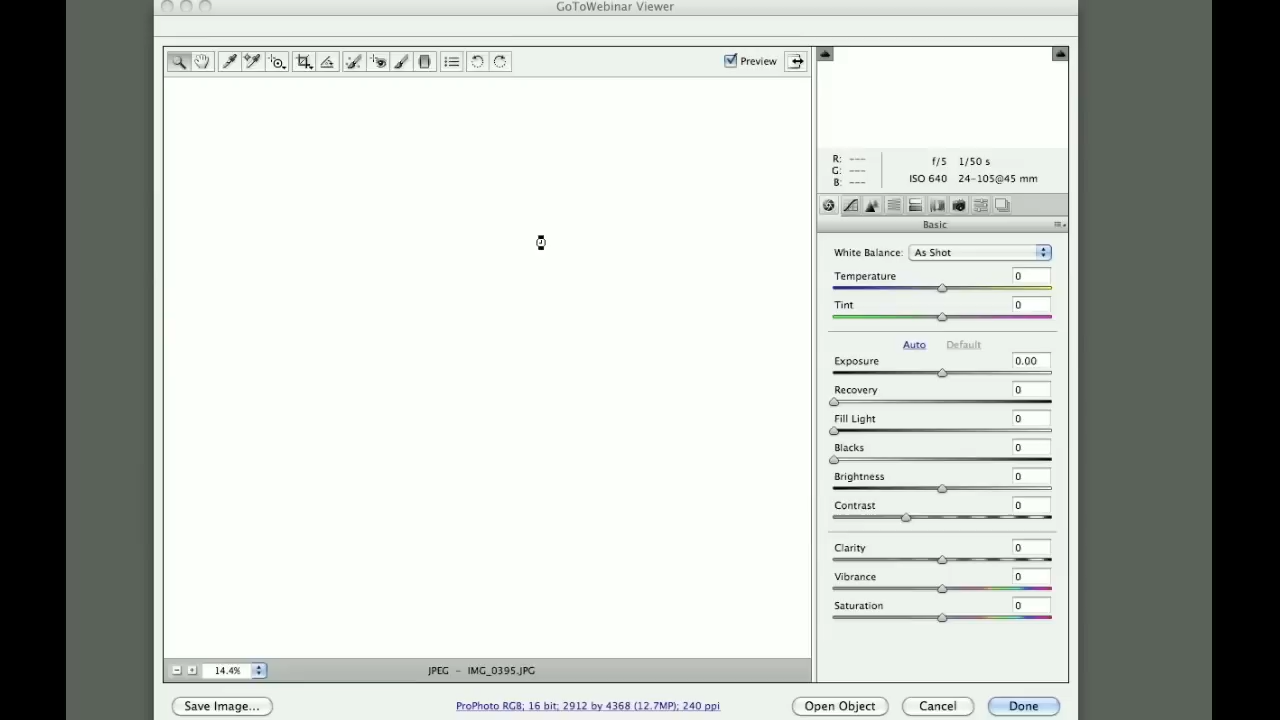 GoToWebinar Viewer
Preview
R: ---
G: ---
B: ---
f/5 1/50 s
ISO 640 24-105@45 mm
Basic
White Balance: As Shot
Temperature 0
Tint 0
Auto Default
Exposure 0.00
Recovery 0
Fill Light 0
Blacks 0
Brightness 0
Contrast 0
Clarity 0
Vibrance 0
Saturation 0
14.4% JPEG - IMG_0395.JPG
Save Image... ProPhoto RGB; 16 bit; 2912 by 4368 (12.7MP); 240 ppi Open Object Cancel Done